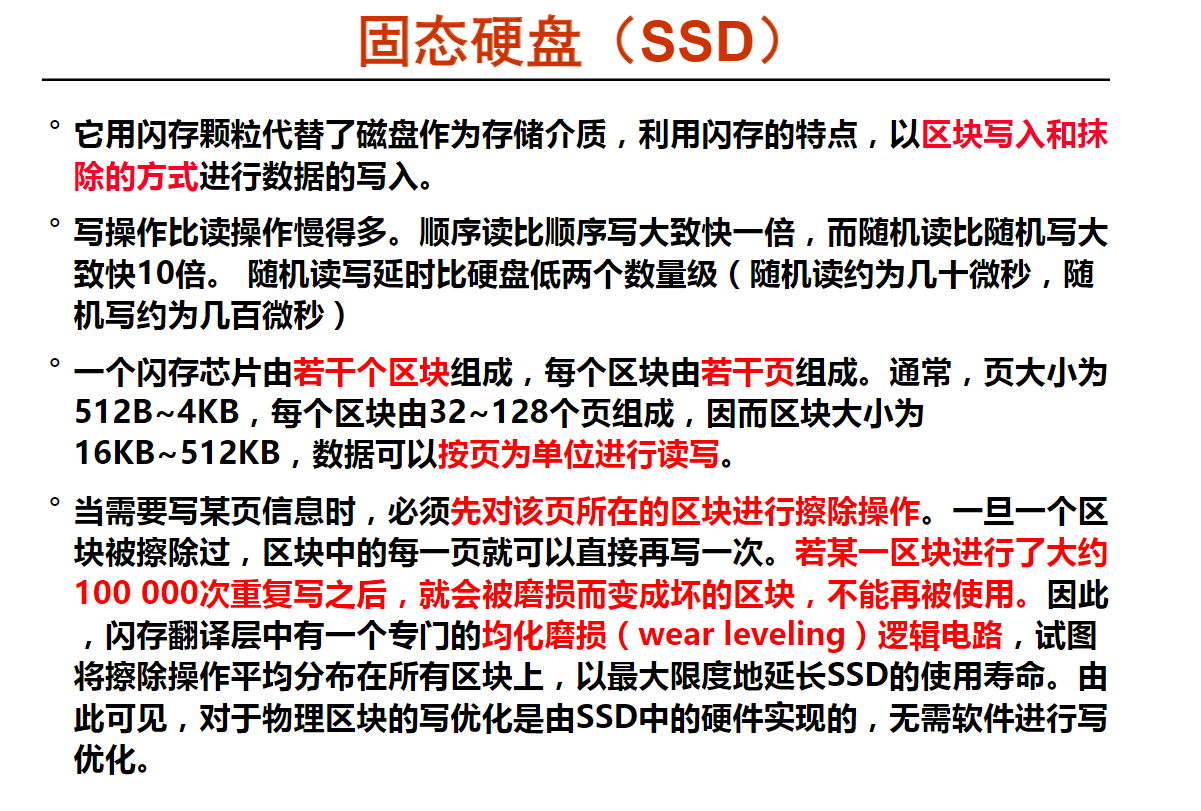 固态硬盘（SSD）
° 它用闪存颗粒代替了磁盘作为存储介质，利用闪存的特点，以区块写入和抹
除的方式进行数据的写入。
° 写操作比读操作慢得多。顺序读比顺序写大致快一倍，而随机读比随机写大
致快10倍。 随机读写延时比硬盘低两个数量级（随机读约为几十微秒，随
机写约为几百微秒）
° 一个闪存芯片由若干个区块组成，每个区块由若干页组成。通常，页大小为
512B~4KB，每个区块由32~128个页组成，因而区块大小为
16KB~512KB，数据可以按页为单位进行读写。
° 当需要写某页信息时，必须先对该页所在的区块进行擦除操作。一旦一个区
块被擦除过，区块中的每一页就可以直接再写一次。若某一区块进行了大约
100 000次重复写之后，就会被磨损而变成坏的区块，不能再被使用。因此
，闪存翻译层中有一个专门的均化磨损（wear leveling）逻辑电路，试图
将擦除操作平均分布在所有区块上，以最大限度地延长SSD的使用寿命。由
此可见，对于物理区块的写优化是由SSD中的硬件实现的，无需软件进行写
优化。